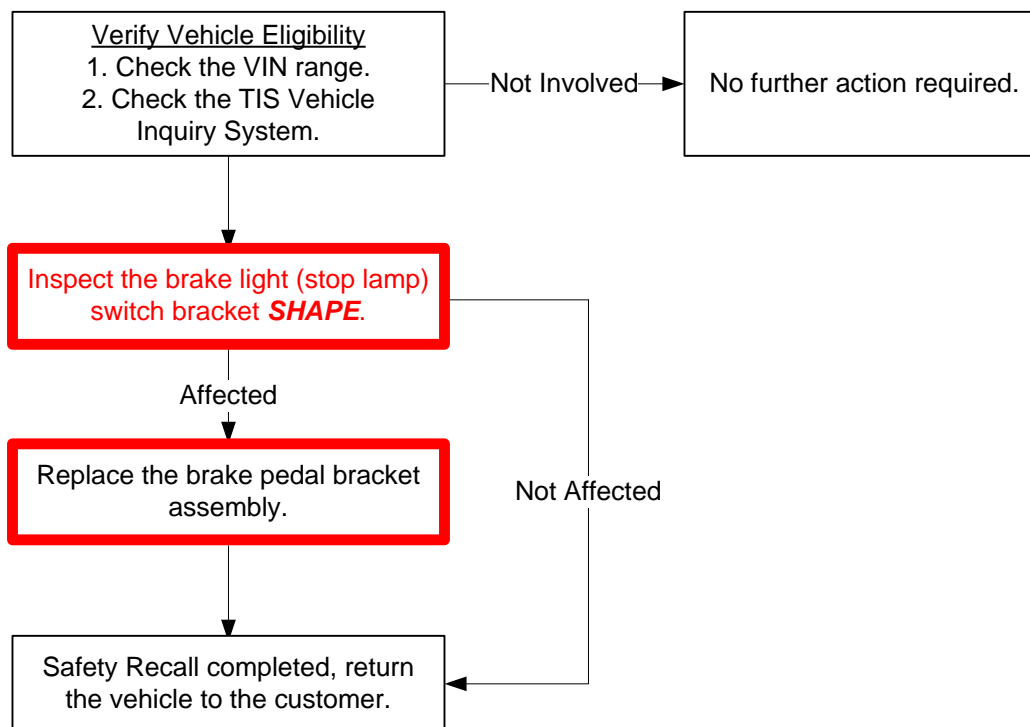 Verify Vehicle Eligibility
1. Check the VIN range.
2. Check the TIS Vehicle
Inquiry System.
Not Involved
No further action required.
Inspect the brake light (stop lamp)
switch bracket SHAPE.
Affected
Replace the brake pedal bracket
assembly.
Not Affected
Safety Recall completed, return
the vehicle to the customer.